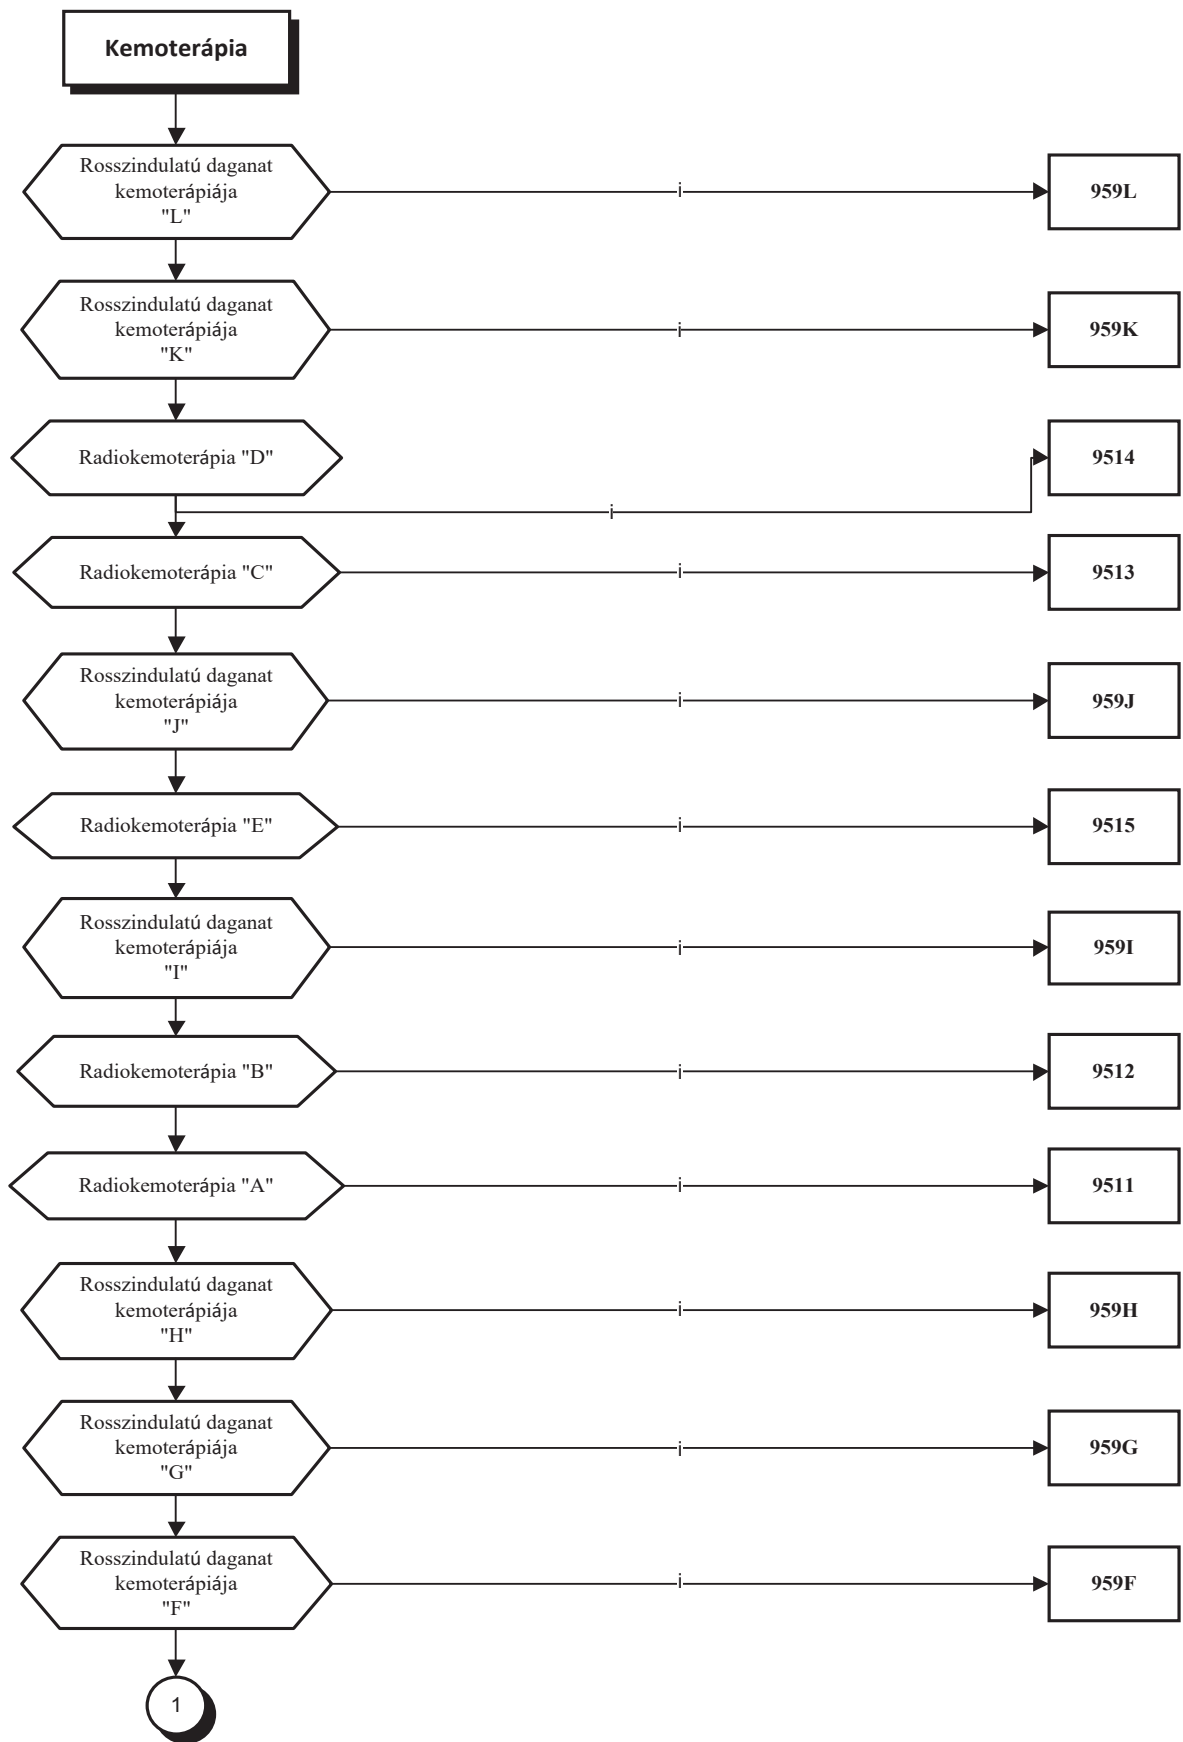 Kemoterápia
Rosszindulatú daganat
kemoterápiája
"L"
i
959L
Rosszindulatú daganat
kemoterápiája
"K"
i
959K
Radiokemoterápia "D"
i
9514
Radiokemoterápia "C"
i
9513
Rosszindulatú daganat
kemoterápiája
"J"
i
959J
Radiokemoterápia "E"
i
9515
Rosszindulatú daganat
kemoterápiája
"I"
i
959I
Radiokemoterápia "B"
i
9512
Radiokemoterápia "A"
i
9511
Rosszindulatú daganat
kemoterápiája
"H"
i
959H
Rosszindulatú daganat
kemoterápiája
"G"
i
959G
Rosszindulatú daganat
kemoterápiája
"F"
i
959F
1